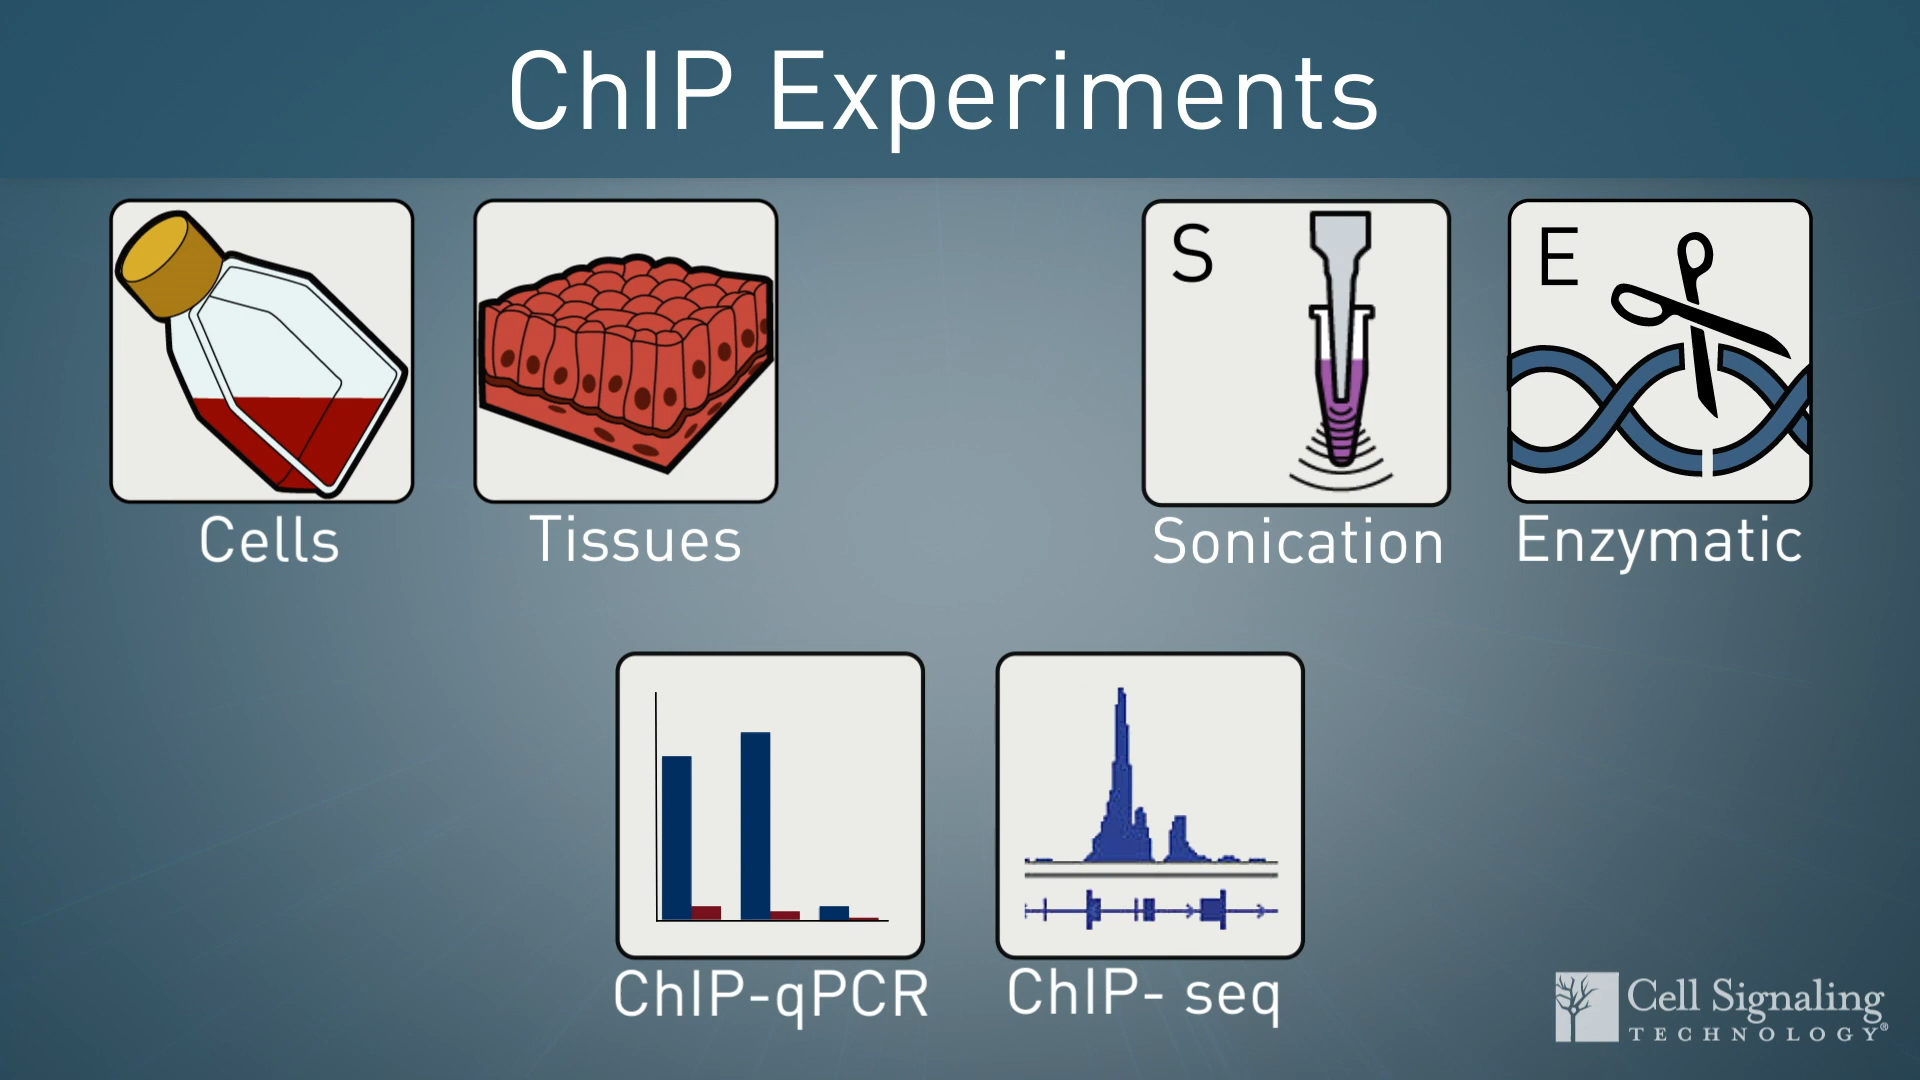 ChIP Experiments
S
E
Cells
Tissues
Sonication
Enzymatic
ChIP-qPCR
ChIP- seq
Cell Signaling
TECHNOLOGY®